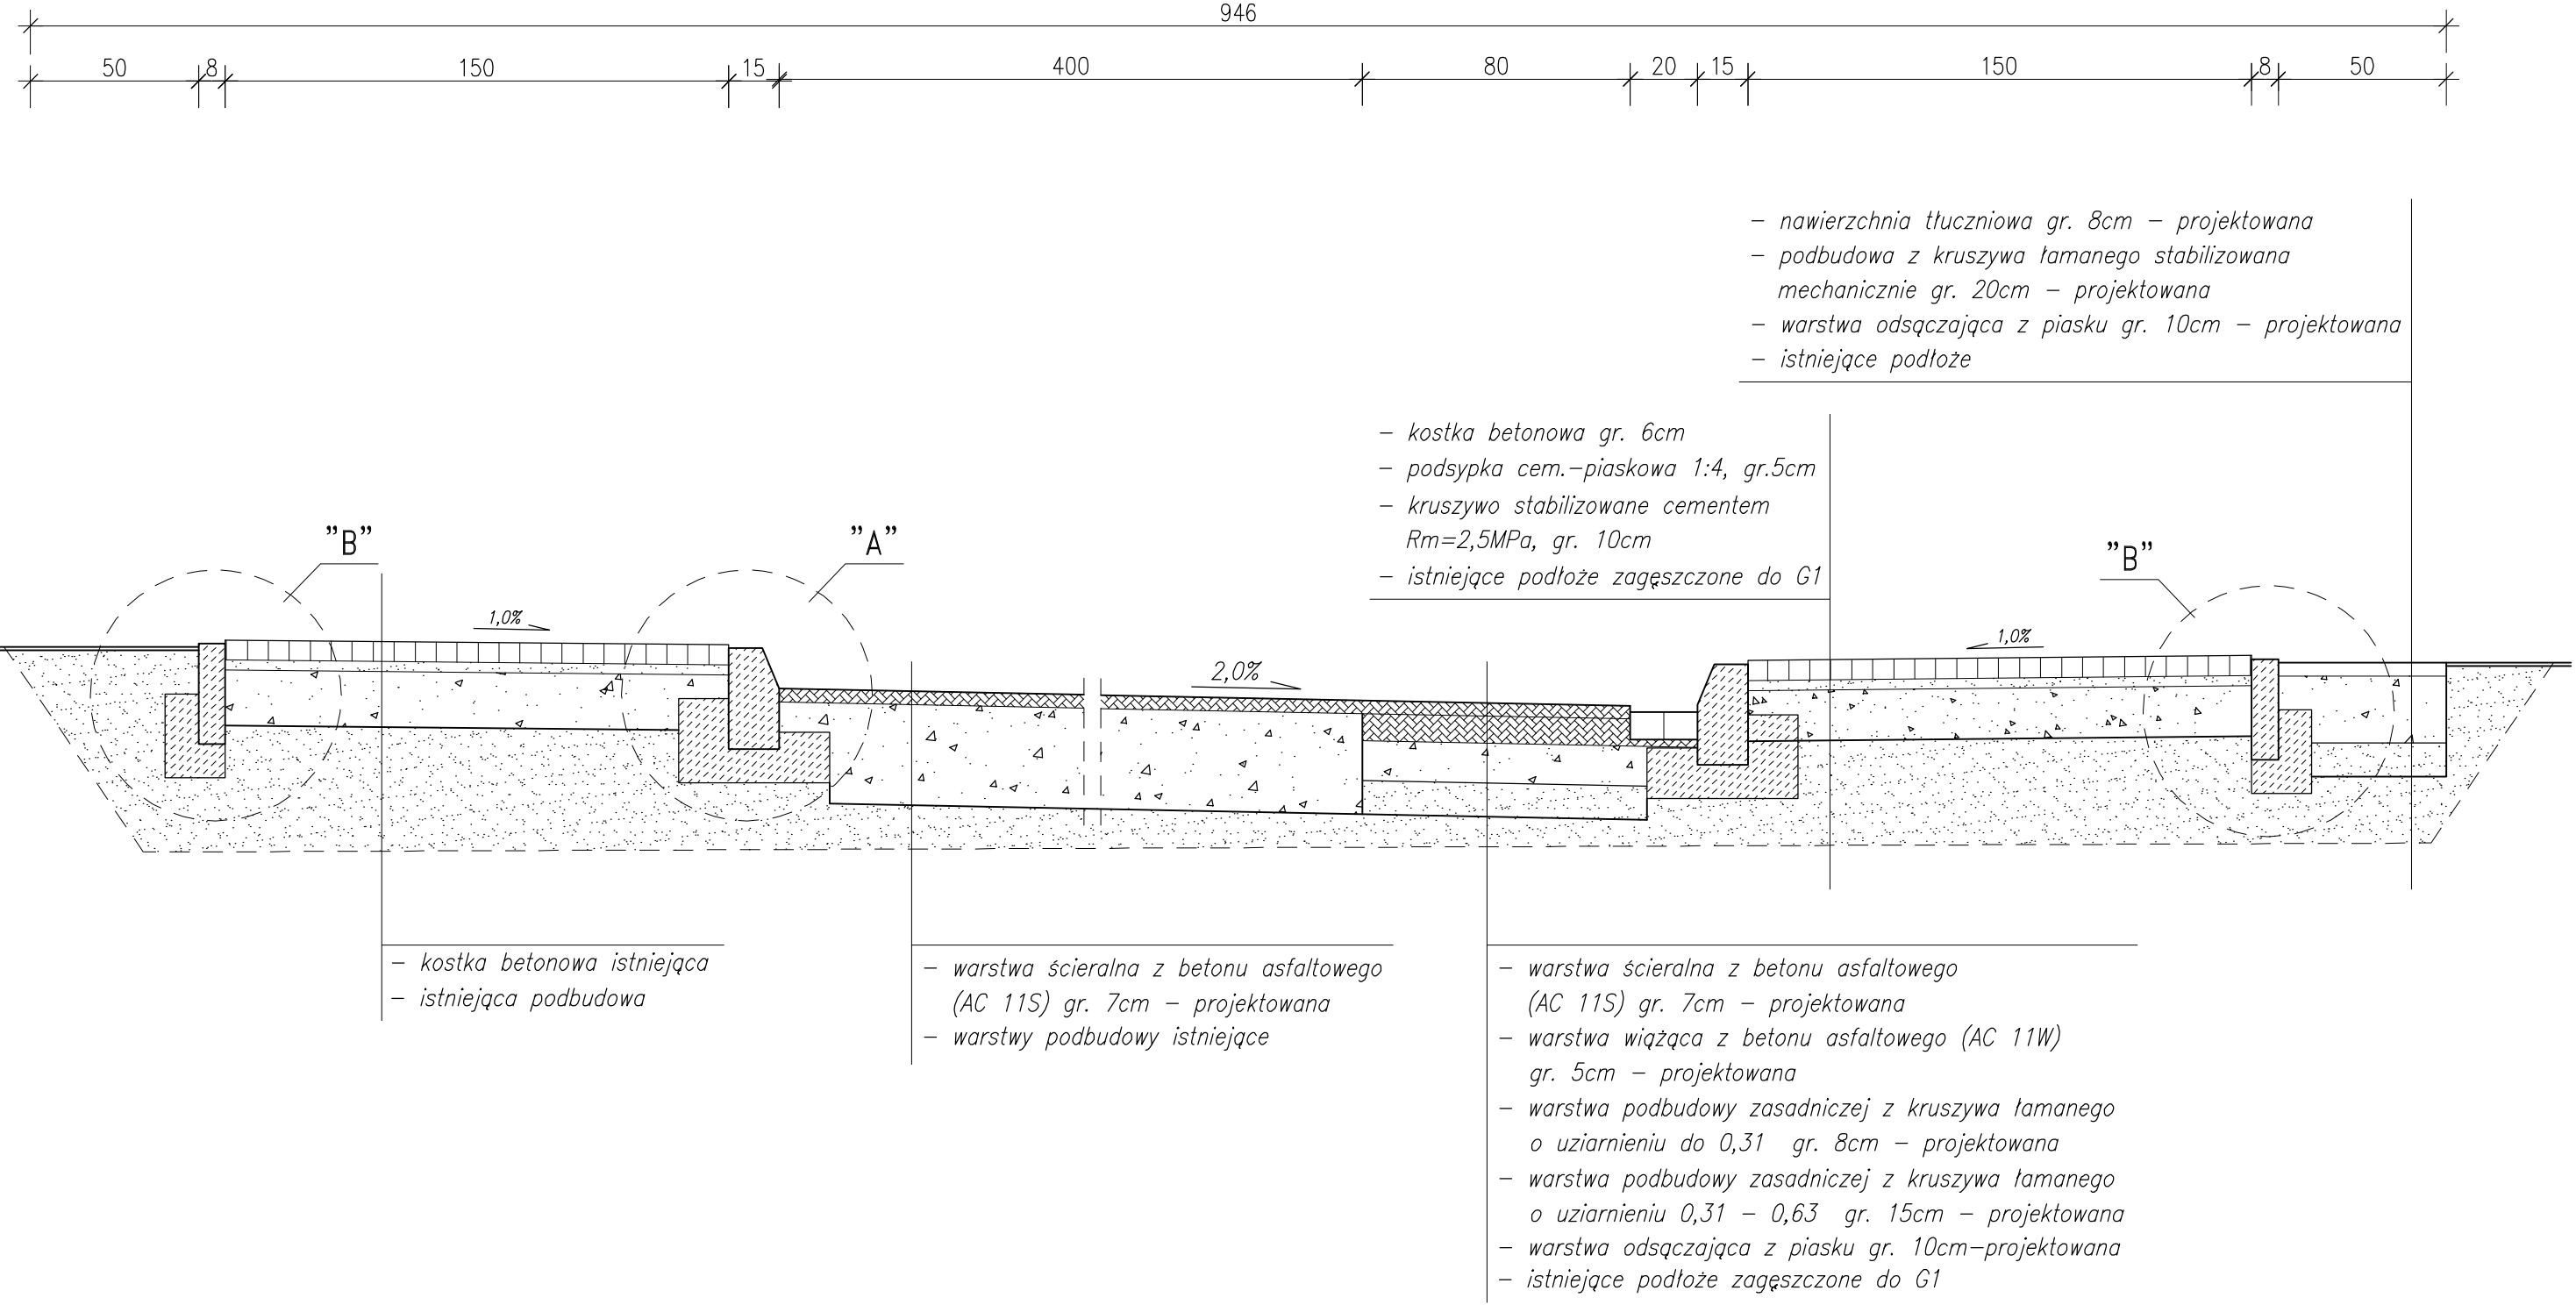 946
50 8 150 15 400 80 20 15 150 8 50
- nawierzchnia tłuczniowa gr. 8cm - projektowana
- podbudowa z kruszywa łamanego stabilizowana
mechanicznie gr. 20cm - projektowana
- warstwa odsączająca z piasku gr. 10cm - projektowana
- istniejące podłoże
- kostka betonowa gr. 6cm
- podsypka cem.-piaskowa 1:4, gr.5cm
- kruszywo stabilizowane cementem
Rm=2,5MPa, gr. 10cm
- istniejące podłoże zagęszczone do G1
"B"
"A"
"B"
1,0%
2,0%
1,0%
- kostka betonowa istniejąca
- istniejąca podbudowa
- warstwa ścieralna z betonu asfaltowego
(AC 11S) gr. 7cm - projektowana
- warstwy podbudowy istniejące
- warstwa ścieralna z betonu asfaltowego
(AC 11S) gr. 7cm - projektowana
- warstwa wiążąca z betonu asfaltowego (AC 11W)
gr. 5cm - projektowana
- warstwa podbudowy zasadniczej z kruszywa łamanego
o uziarnieniu do 0,31 gr. 8cm - projektowana
- warstwa podbudowy zasadniczej z kruszywa łamanego
o uziarnieniu 0,31 - 0,63 gr. 15cm - projektowana
- warstwa odsączająca z piasku gr. 10cm-projektowana
- istniejące podłoże zagęszczone do G1